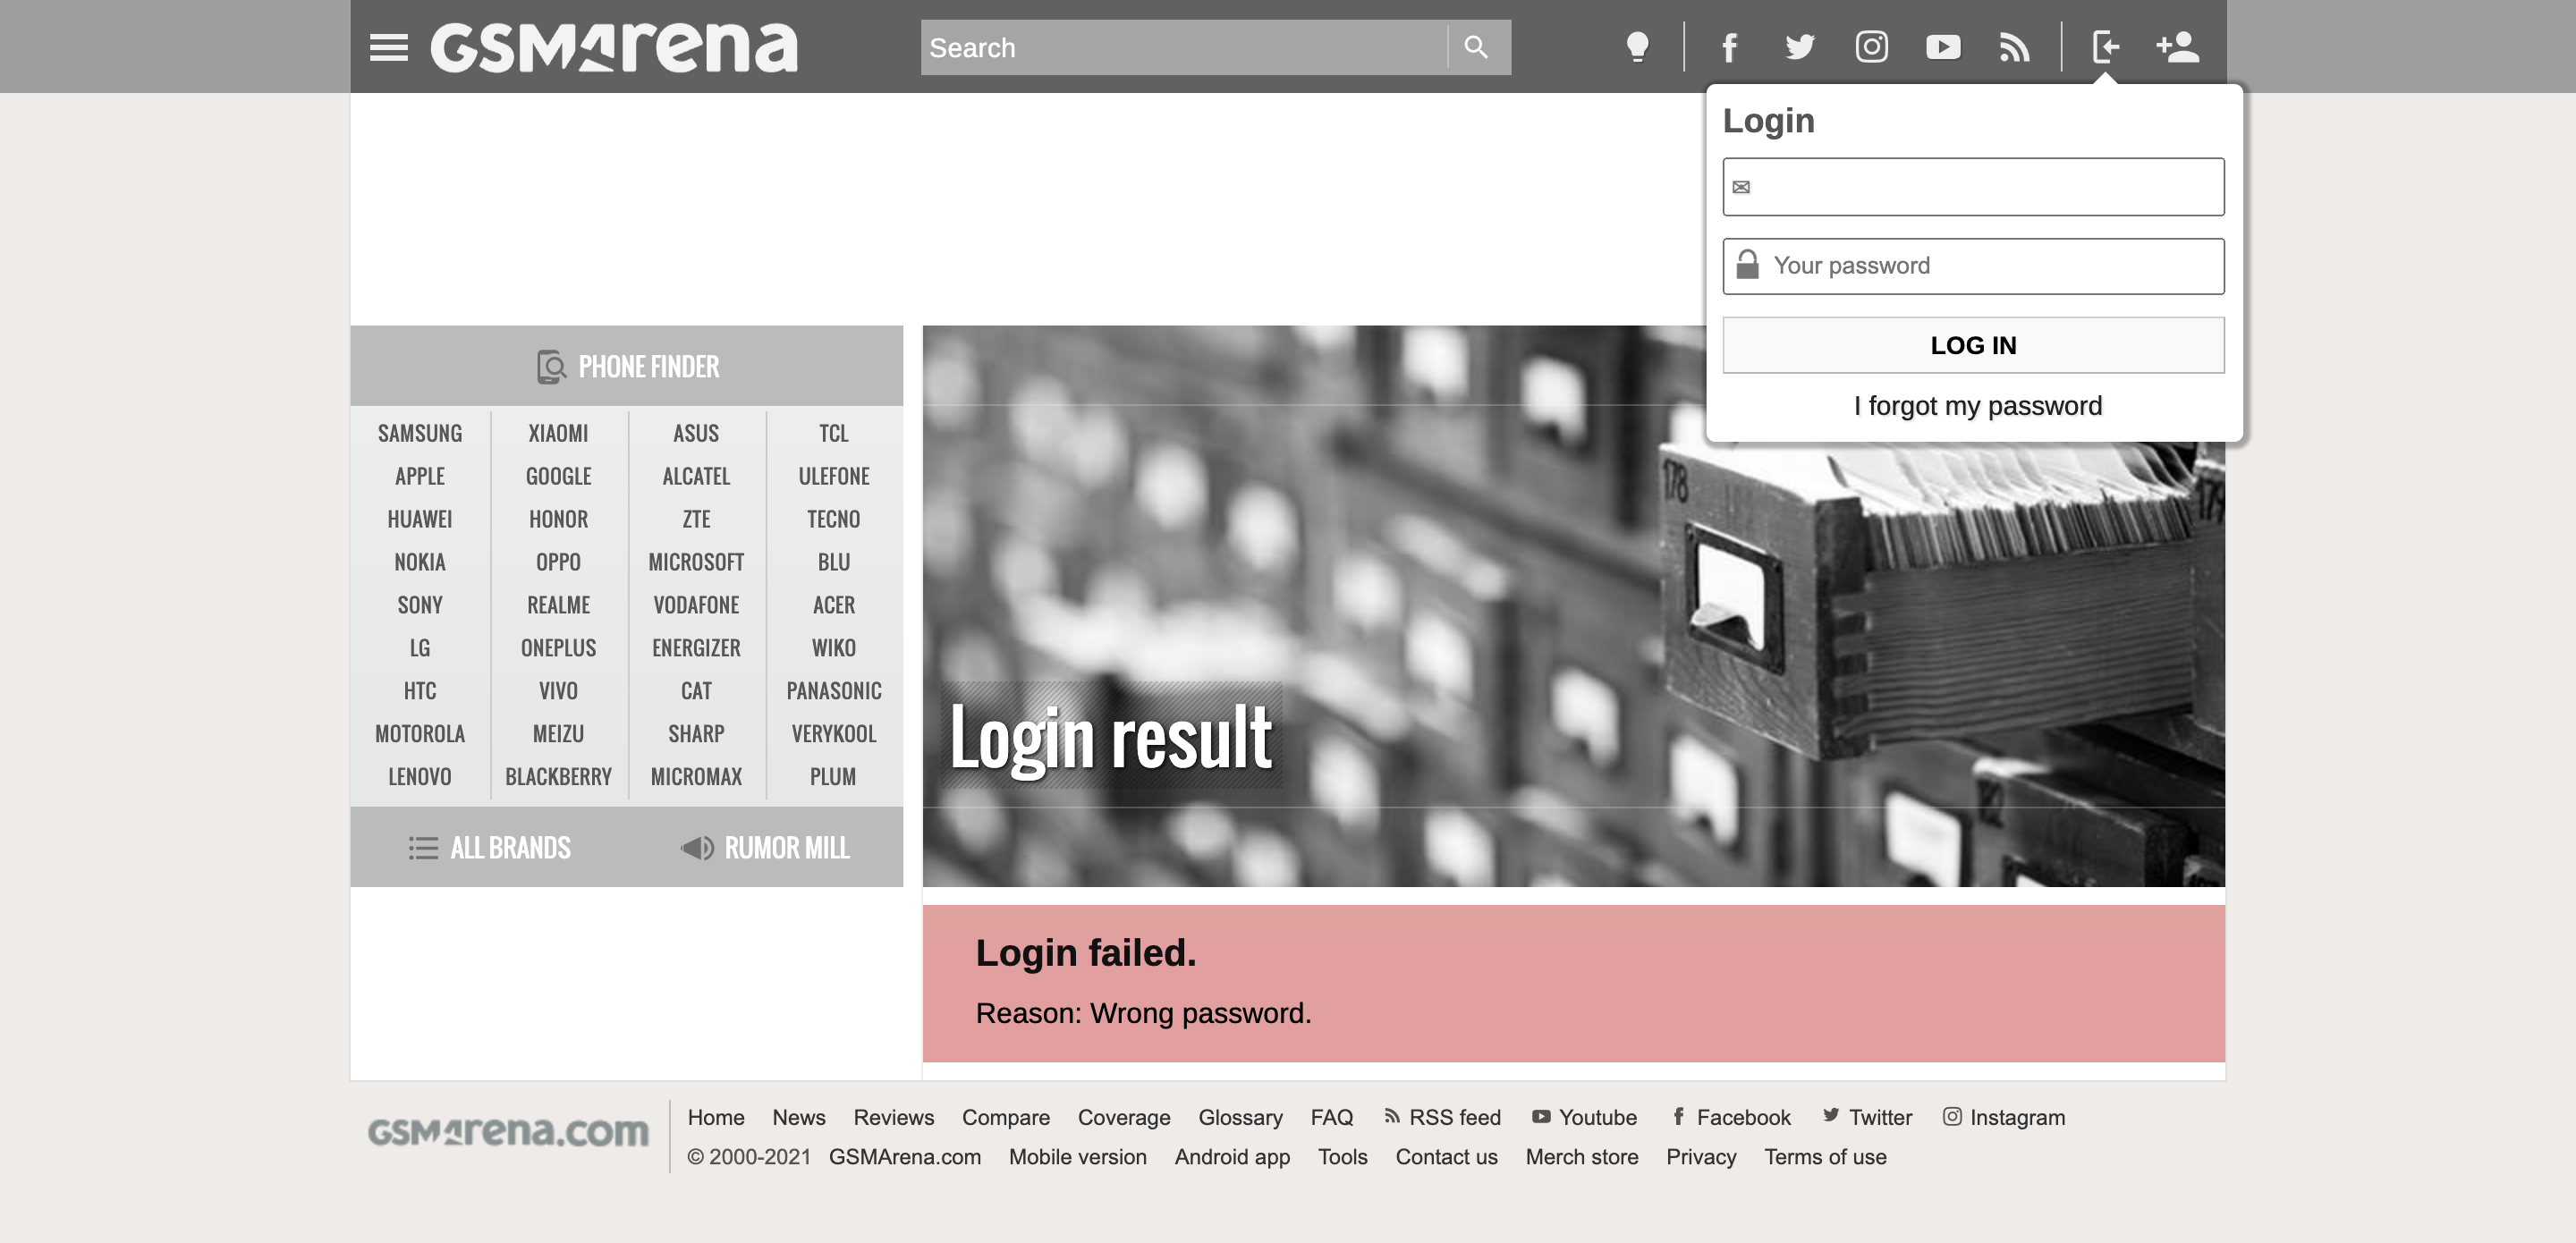 GSMArena
Search
Login
Your password
LOG IN
I forgot my password
PHONE FINDER
SAMSUNG XIAOMI ASUS TCL
APPLE GOOGLE ALCATEL ULEFONE
HUAWEI HONOR ZTE TECNO
NOKIA OPPO MICROSOFT BLU
SONY REALME VODAFONE ACER
LG ONEPLUS ENERGIZER WIKO
HTC VIVO CAT PANASONIC
MOTOROLA MEIZU SHARP VERYKOOL
LENOVO BLACKBERRY MICROMAX PLUM
ALL BRANDS RUMOR MILL
178
Login result
Login failed.
Reason: Wrong password.
GSMArena.com
Home News Reviews Compare Coverage Glossary FAQ RSS feed Youtube Facebook Twitter Instagram
© 2000-2021 GSMArena.com Mobile version Android app Tools Contact us Merch store Privacy Terms of use